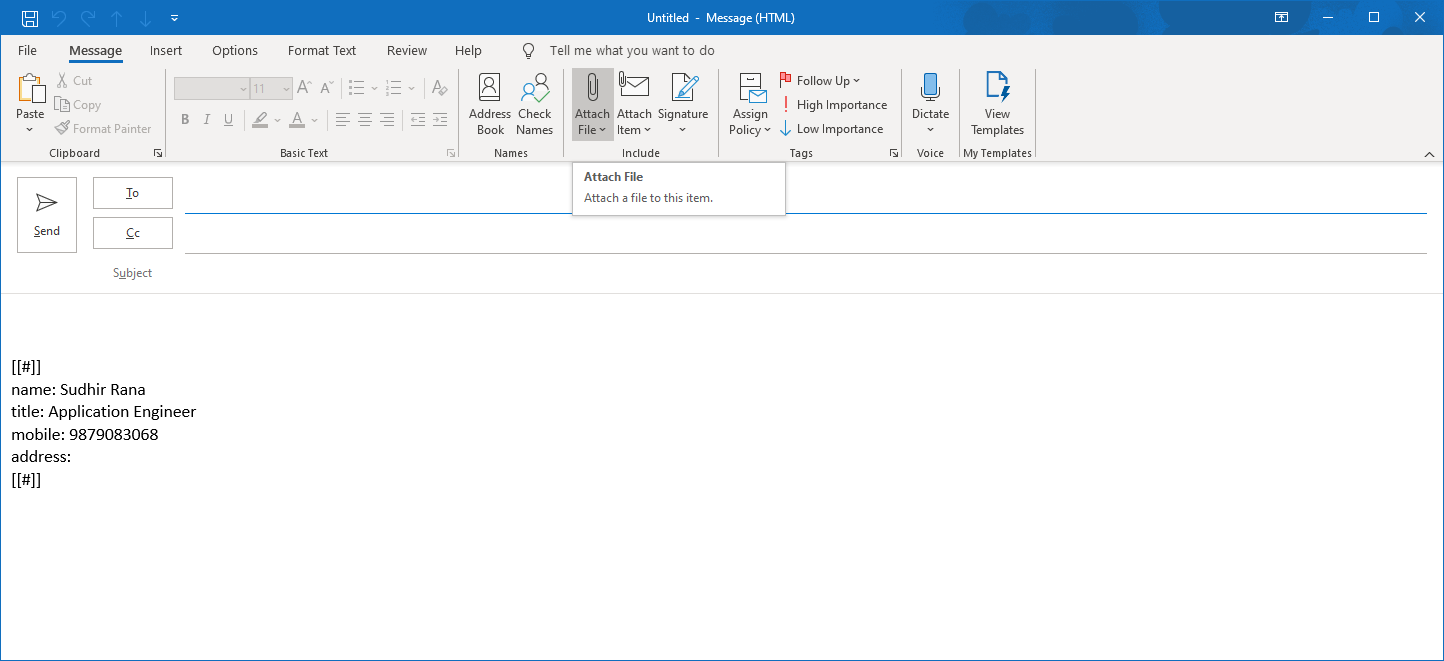 Untitled - Message (HTML)
File Message Insert Options Format Text Review Help Tell me what you want to do
Paste
Cut
Copy
Format Painter
Clipboard
11
B I U
A
Basic Text
Address Book
Check Names
Names
Attach File
Attach Item
Signature
Include
Assign Policy
Follow Up
High Importance
Low Importance
Tags
Dictate
Voice
View Templates
My Templates
Attach File
Attach a file to this item.
Send
To
Cc
Subject
[[#]]
name: Sudhir Rana
title: Application Engineer
mobile: 9879083068
address:
[[#]]